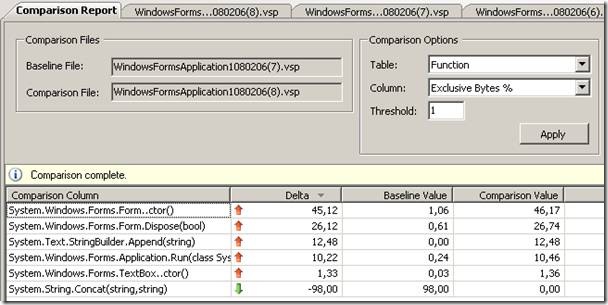 Comparison Report WindowsForms...080206(8).vsp WindowsForms...080206(7).vsp WindowsForms...080206(6).
Comparison Files Comparison Options
Baseline File: WindowsFormsApplication1080206(7).vsp Table: Function
Comparison File: WindowsFormsApplication1080206(8).vsp Column: Exclusive Bytes %
Threshold: 1
Apply
Comparison complete.
Comparison Column Delta Baseline Value Comparison Value
System.Windows.Forms.Form..ctor() 45,12 1,06 46,17
System.Windows.Forms.Form.Dispose(bool) 26,12 0,61 26,74
System.Text.StringBuilder.Append(string) 12,48 0,00 12,48
System.Windows.Forms.Application.Run(class Sys 10,22 0,24 10,46
System.Windows.Forms.TextBox..ctor() 1,33 0,03 1,36
System.String.Concat(string,string) -98,00 98,00 0,00